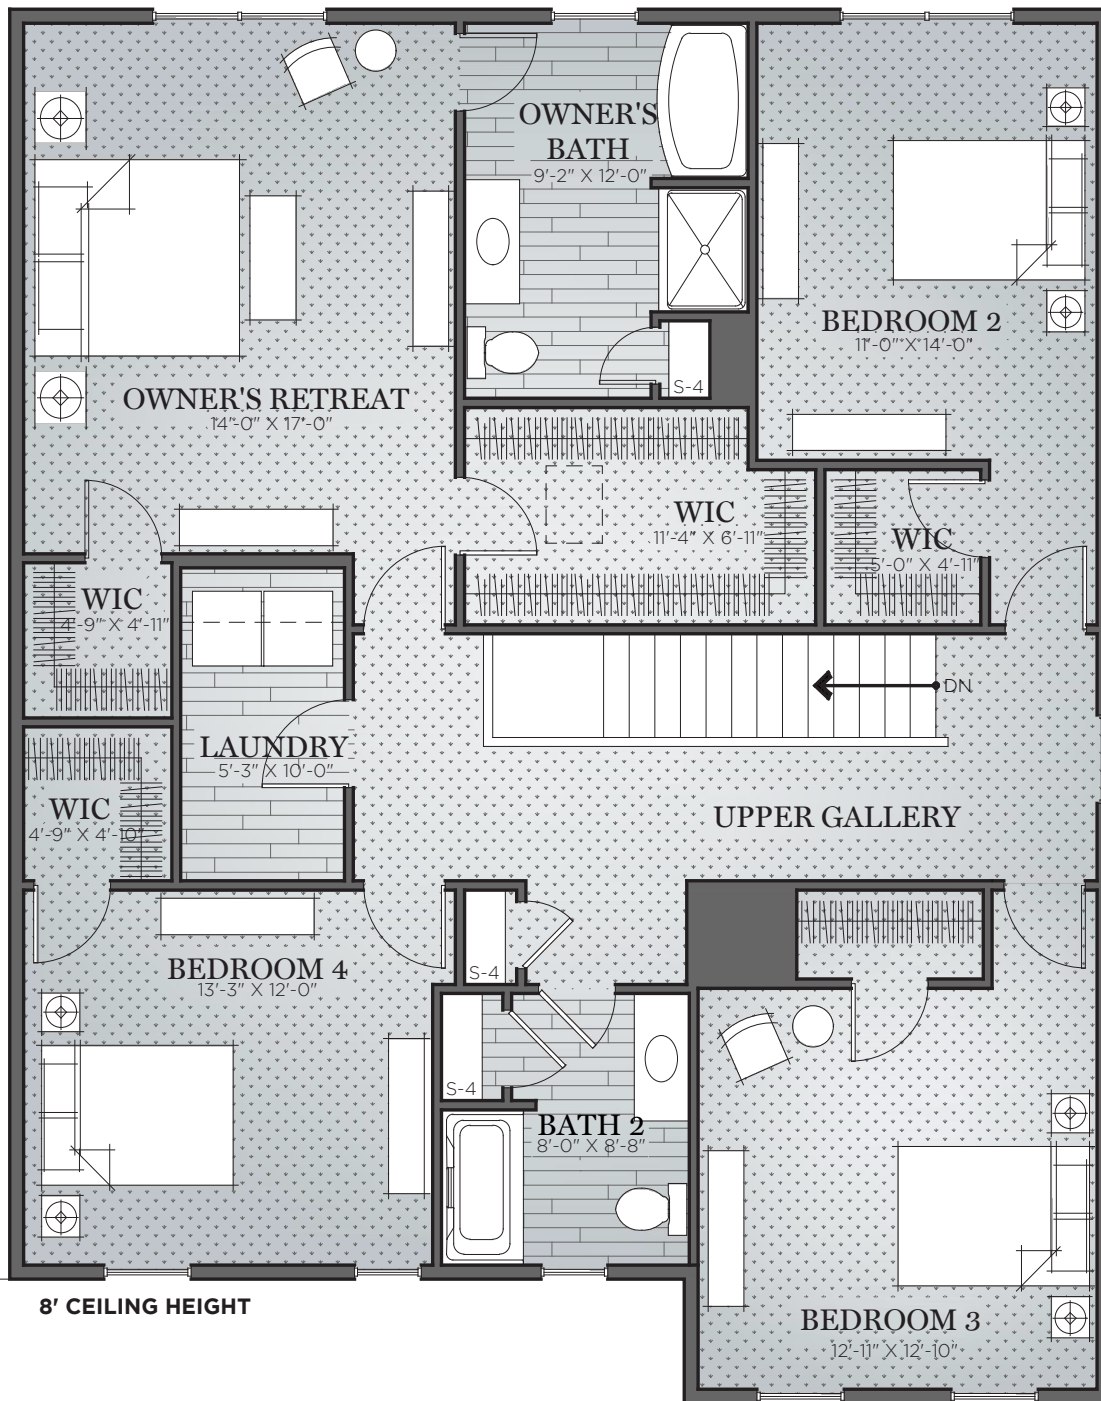 OWNER'S
BATH
9'-2" X 12'-0"
BEDROOM 2
11'-0" X 14'-0"
S-4
OWNER'S RETREAT
14'-0" X 17'-0"
WIC
11'-4" X 6'-11"
WIC
5'-0" X 4'-11"
WIC
4'-9" X 4'-11"
DN
LAUNDRY
5'-3" X 10'-0"
WIC
4'-9" X 4'-10"
UPPER GALLERY
BEDROOM 4
13'-3" X 12'-0"
S-4
S-4
BATH 2
8'-0" X 8'-8"
8' CEILING HEIGHT
BEDROOM 3
12'-11" X 12'-10"